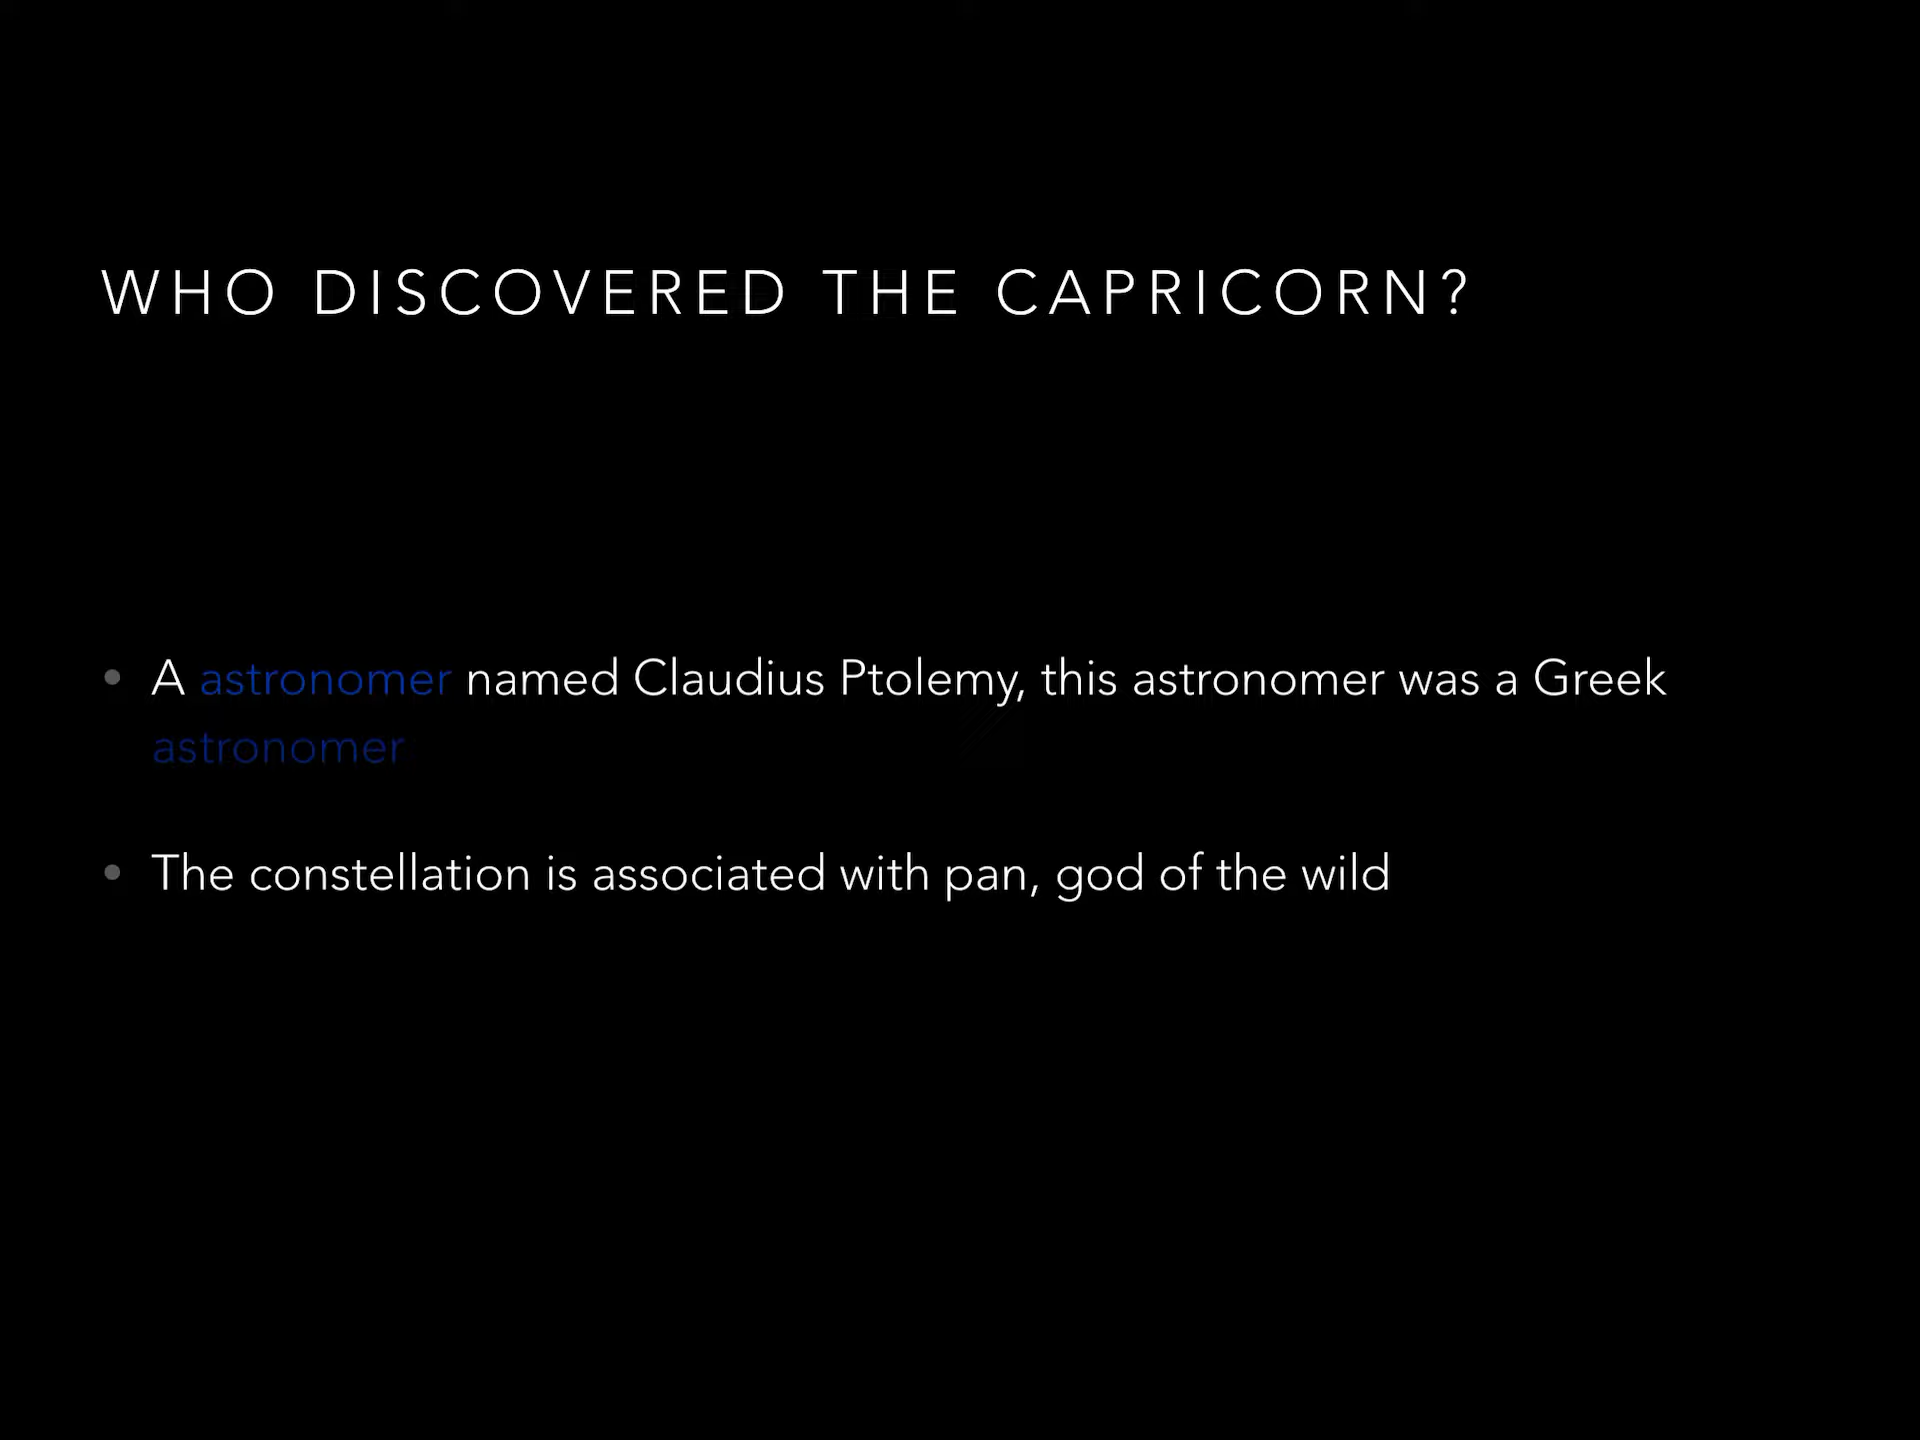 WHO DISCOVERED THE CAPRICORN?
• A astronomer named Claudius Ptolemy, this astronomer was a Greek
astronomer
• The constellation is associated with pan, god of the wild